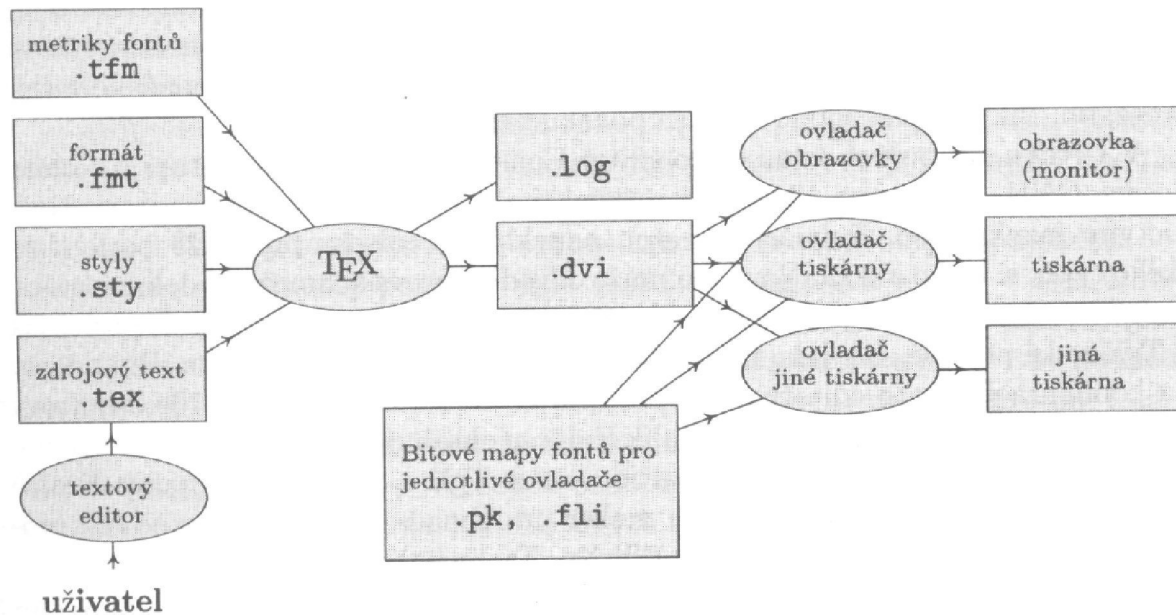 metriky fontů
.tfm
formát
.fmt
styly
.sty
zdrojový text
.tex
textový
editor
uživatel
TEX
.log
.dvi
Bitové mapy fontů pro
jednotlivé ovladače
.pk, .fli
ovladač
obrazovky
ovladač
tiskárny
ovladač
jiné tiskárny
obrazovka
(monitor)
tiskárna
jiná
tiskárna